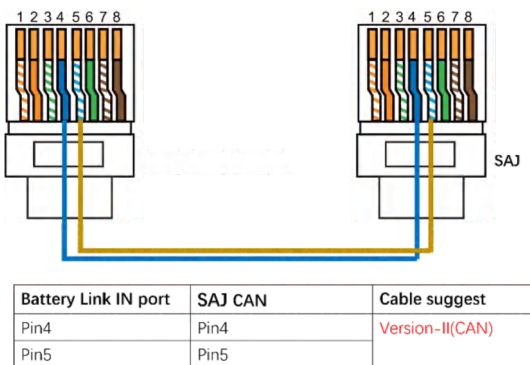 1 2 3 4 5 6 7 8
1 2 3 4 5 6 7 8
SAJ
Battery Link IN port SAJ CAN Cable suggest
Pin4 Pin4 Version-II(CAN)
Pin5 Pin5